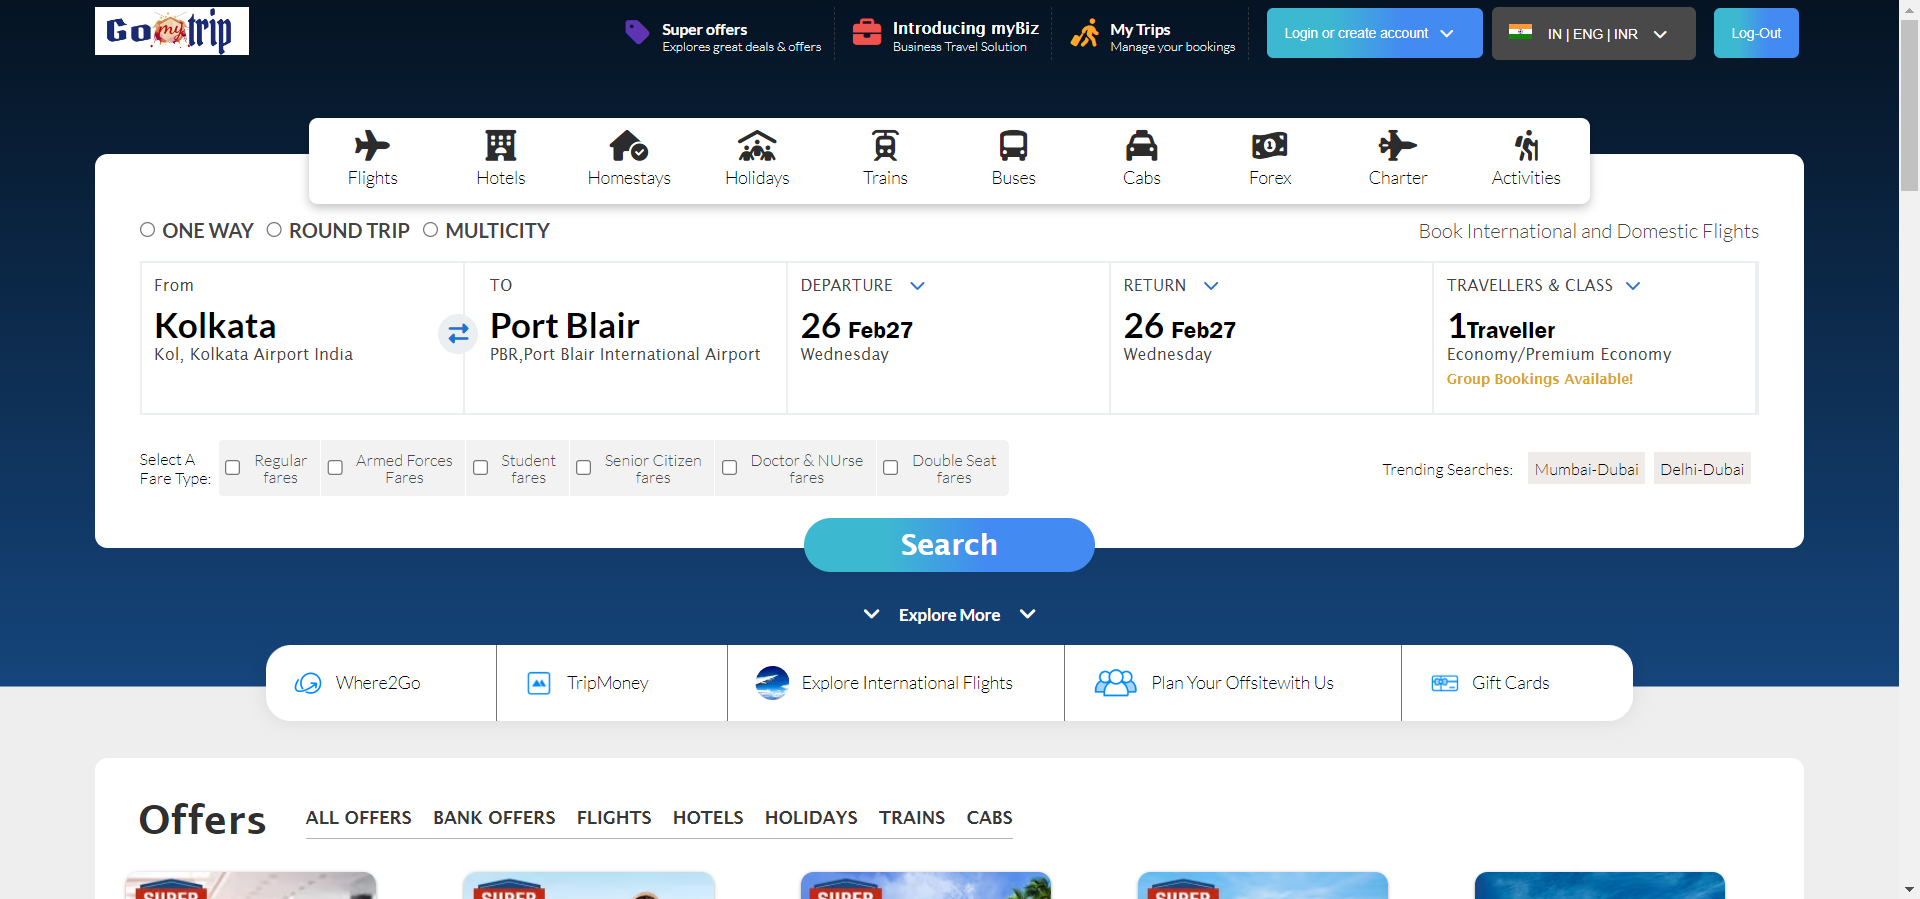 Go my trip
Super offers
Explores great deals & offers
Introducing myBiz
Business Travel Solution
My Trips
Manage your bookings
Login or create account
IN | ENG | INR
Log-Out
Flights
Hotels
Homestays
Holidays
Trains
Buses
Cabs
Forex
Charter
Activities
ONE WAY
ROUND TRIP
MULTICITY
Book International and Domestic Flights
From
Kolkata
Kol, Kolkata Airport India
TO
Port Blair
PBR,Port Blair International Airport
DEPARTURE
26 Feb27
Wednesday
RETURN
26 Feb27
Wednesday
TRAVELLERS & CLASS
1Traveller
Economy/Premium Economy
Group Bookings Available!
Select A
Fare Type:
Regular
fares
Armed Forces
Fares
Student
fares
Senior Citizen
fares
Doctor & NUrse
fares
Double Seat
fares
Trending Searches:
Mumbai-Dubai
Delhi-Dubai
Search
Explore More
Where2Go
TripMoney
Explore International Flights
Plan Your Offsitewith Us
Gift Cards
Offers
ALL OFFERS
BANK OFFERS
FLIGHTS
HOTELS
HOLIDAYS
TRAINS
CABS
SUPER
SUPER
SUPER
SUPER